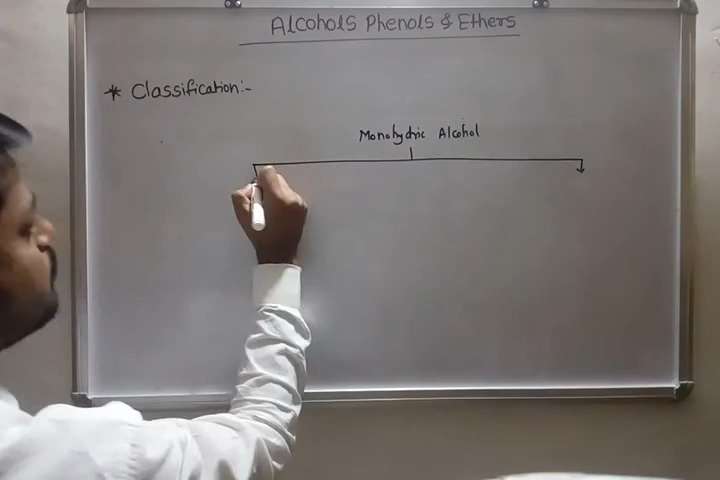 Alcohols Phenols & Ethers
* Classification:-
Monohydric Alcohol